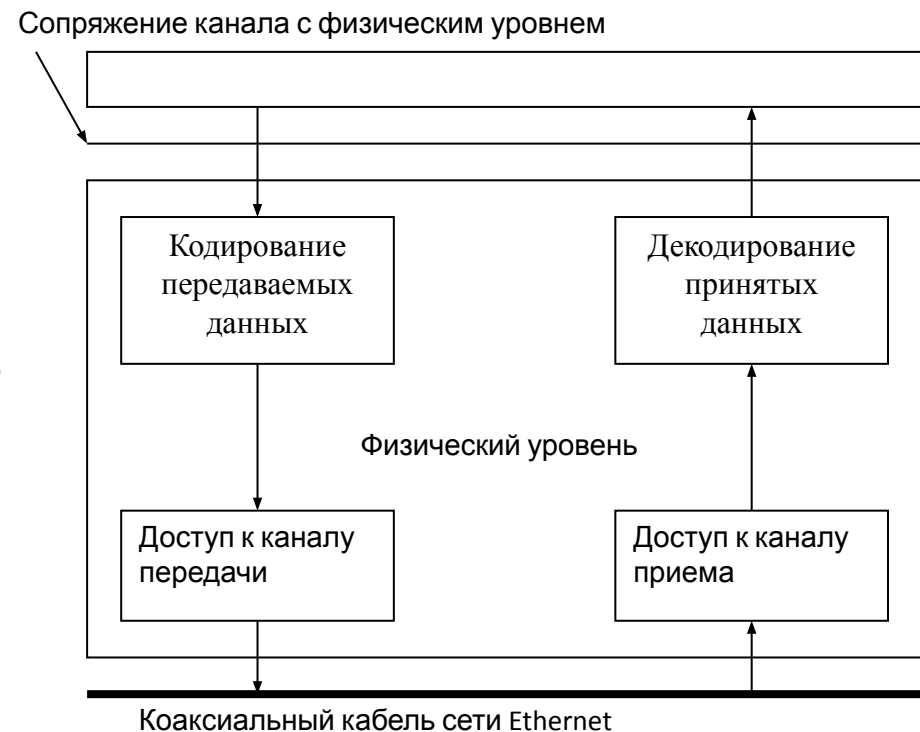 Сопряжение канала с физическим уровнем
Кодирование
передаваемых
данных
Декодирование
принятых
данных
Физический уровень
Доступ к каналу
передачи
Доступ к каналу
приема
Коаксиальный кабель сети Ethernet